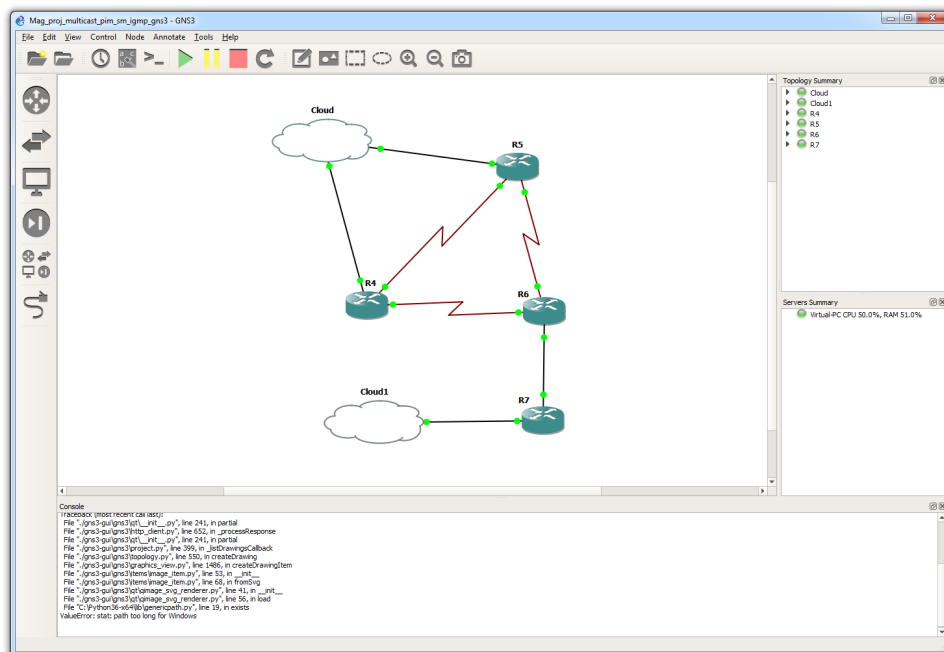 Mag_proj_multicast_pim_sm_igmp_gns3 - GNS3
File Edit View Control Node Annotate Tools Help
Topology Summary
Cloud
Cloud1
R4
R5
R6
R7
Cloud
R5
R4
R6
Cloud1
R7
Servers Summary
Virtual-PC CPU 50.0%, RAM 51.0%
Console
Traceback (most recent call last):
File "./gns3-gui\gns3\qt\__init__.py", line 241, in partial
File "./gns3-gui\gns3\http_client.py", line 652, in _processResponse
File "./gns3-gui\gns3\qt\__init__.py", line 241, in partial
File "./gns3-gui\gns3\project.py", line 399, in _listDrawingsCallback
File "./gns3-gui\gns3\topology.py", line 550, in createDrawing
File "./gns3-gui\gns3\graphics_view.py", line 1486, in createDrawingItem
File "./gns3-gui\gns3\items\image_item.py", line 53, in __init__
File "./gns3-gui\gns3\items\image_item.py", line 68, in fromSvg
File "./gns3-gui\gns3\qt\qimage_svg_renderer.py", line 41, in __init__
File "./gns3-gui\gns3\qt\qimage_svg_renderer.py", line 56, in load
File "C:\Python36-x64\lib\genericpath.py", line 19, in exists
ValueError: stat: path too long for Windows